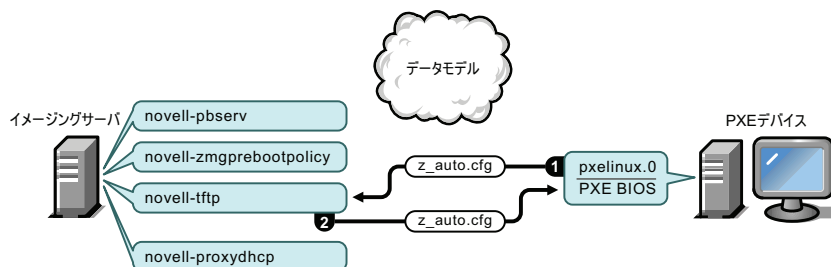 データモデル
イメージングサーバ
PXEデバイス
novell-pbserv
novell-zmgprebootpolicy
novell-tftp
novell-proxydhcp
z_auto.cfg
1
pxelinux.0
PXE BIOS
2
z_auto.cfg